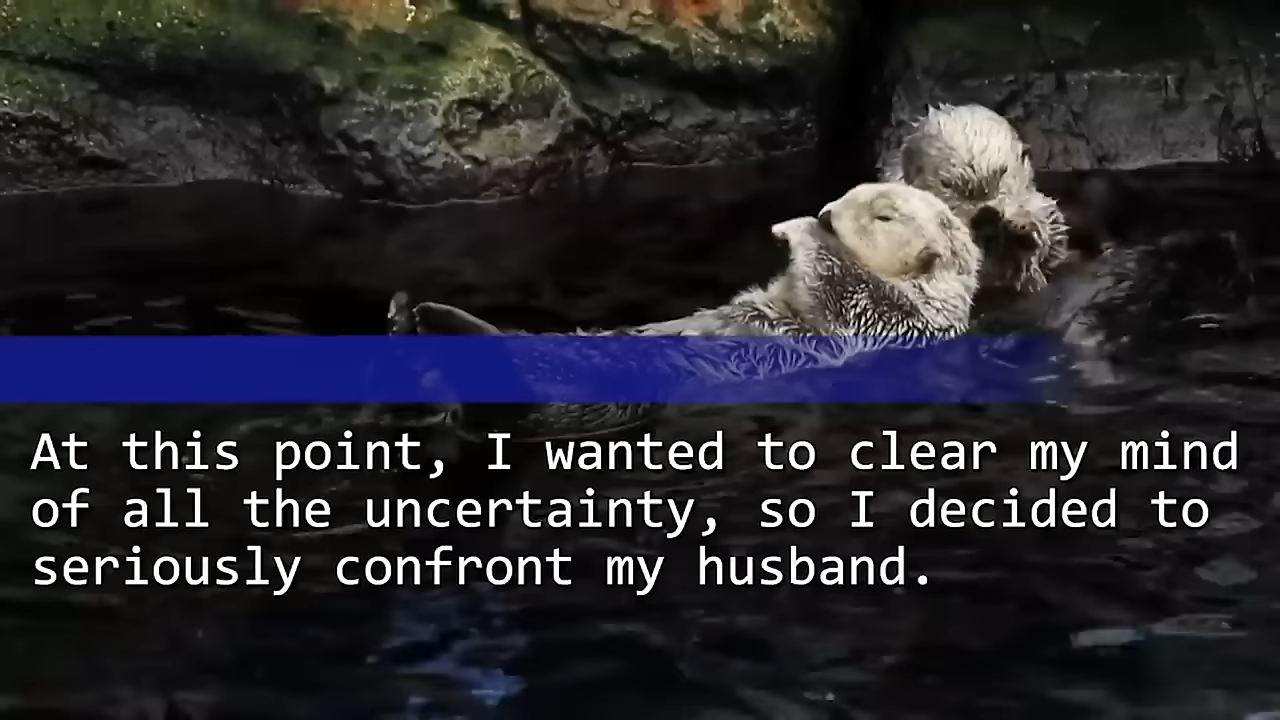 At this point, I wanted to clear my mind
of all the uncertainty, so I decided to
seriously confront my husband.